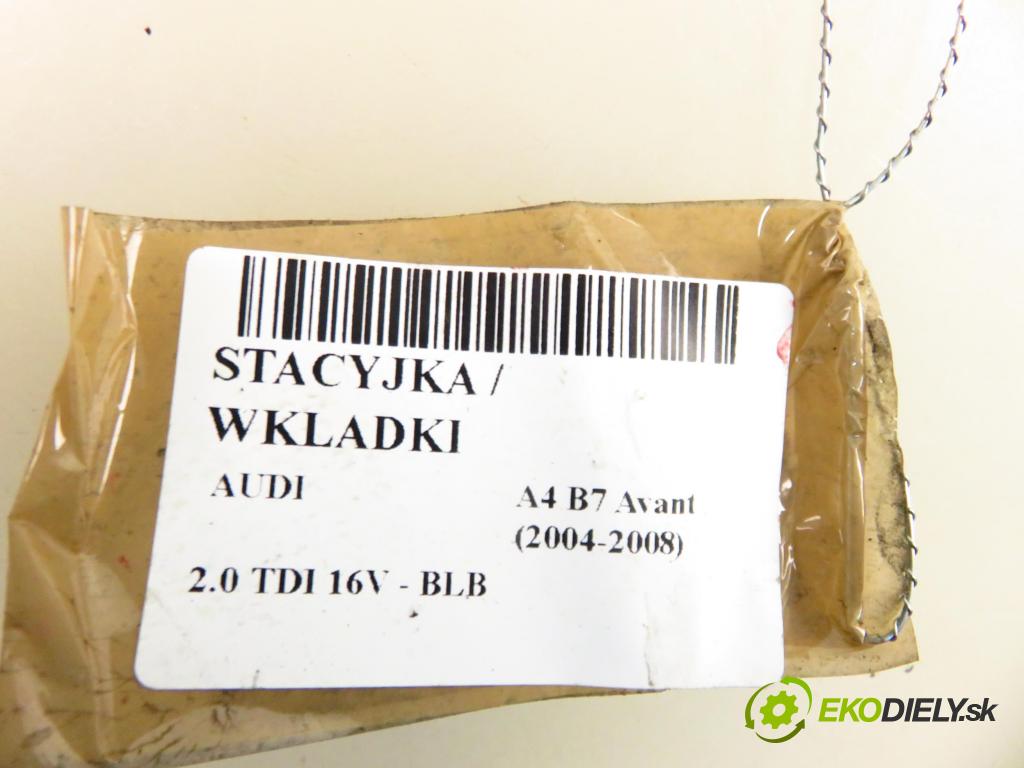 STACYJKA /
WKLADKI
AUDI
A4 B7 Avant
(2004-2008)
2.0 TDI 16V - BLB
EKODIELY.sk